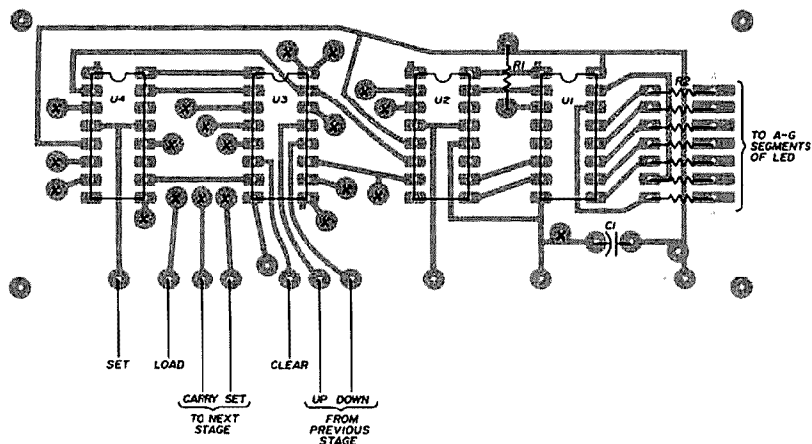 R1
R2
U4
U3
U2
U1
TO A-G
SEGMENTS
OF LED
C1
SET
LOAD
CLEAR
CARRY SET
UP DOWN
TO NEXT
STAGE
FROM
PREVIOUS
STAGE